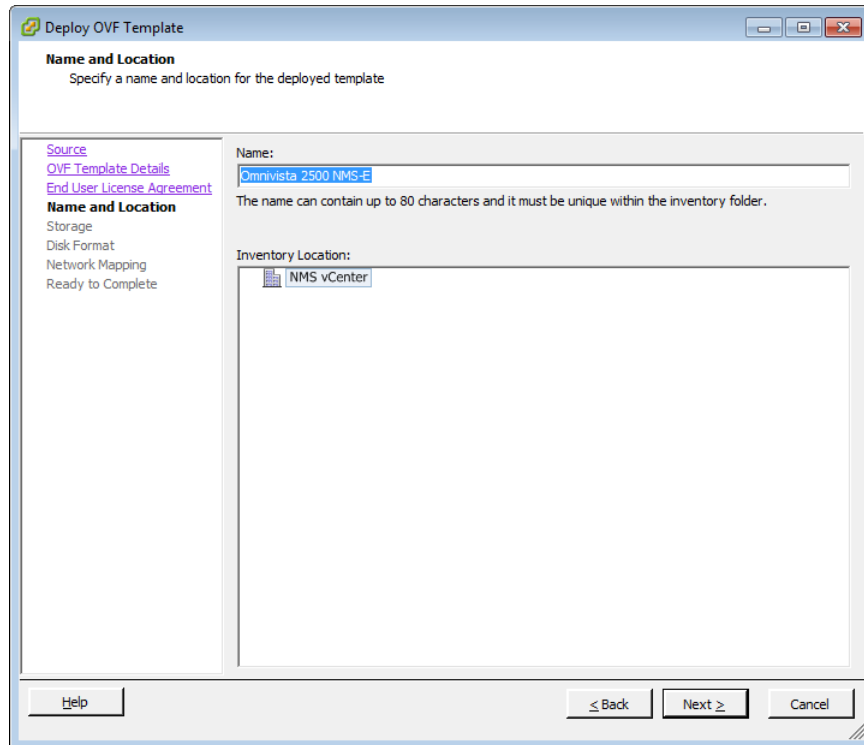 Deploy OVF Template
Name and Location
Specify a name and location for the deployed template
Source
OVF Template Details
End User License Agreement
Name and Location
Storage
Disk Format
Network Mapping
Ready to Complete
Name:
Omnivista 2500 NMS-E
The name can contain up to 80 characters and it must be unique within the inventory folder.
Inventory Location:
NMS vCenter
Help
< Back
Next >
Cancel